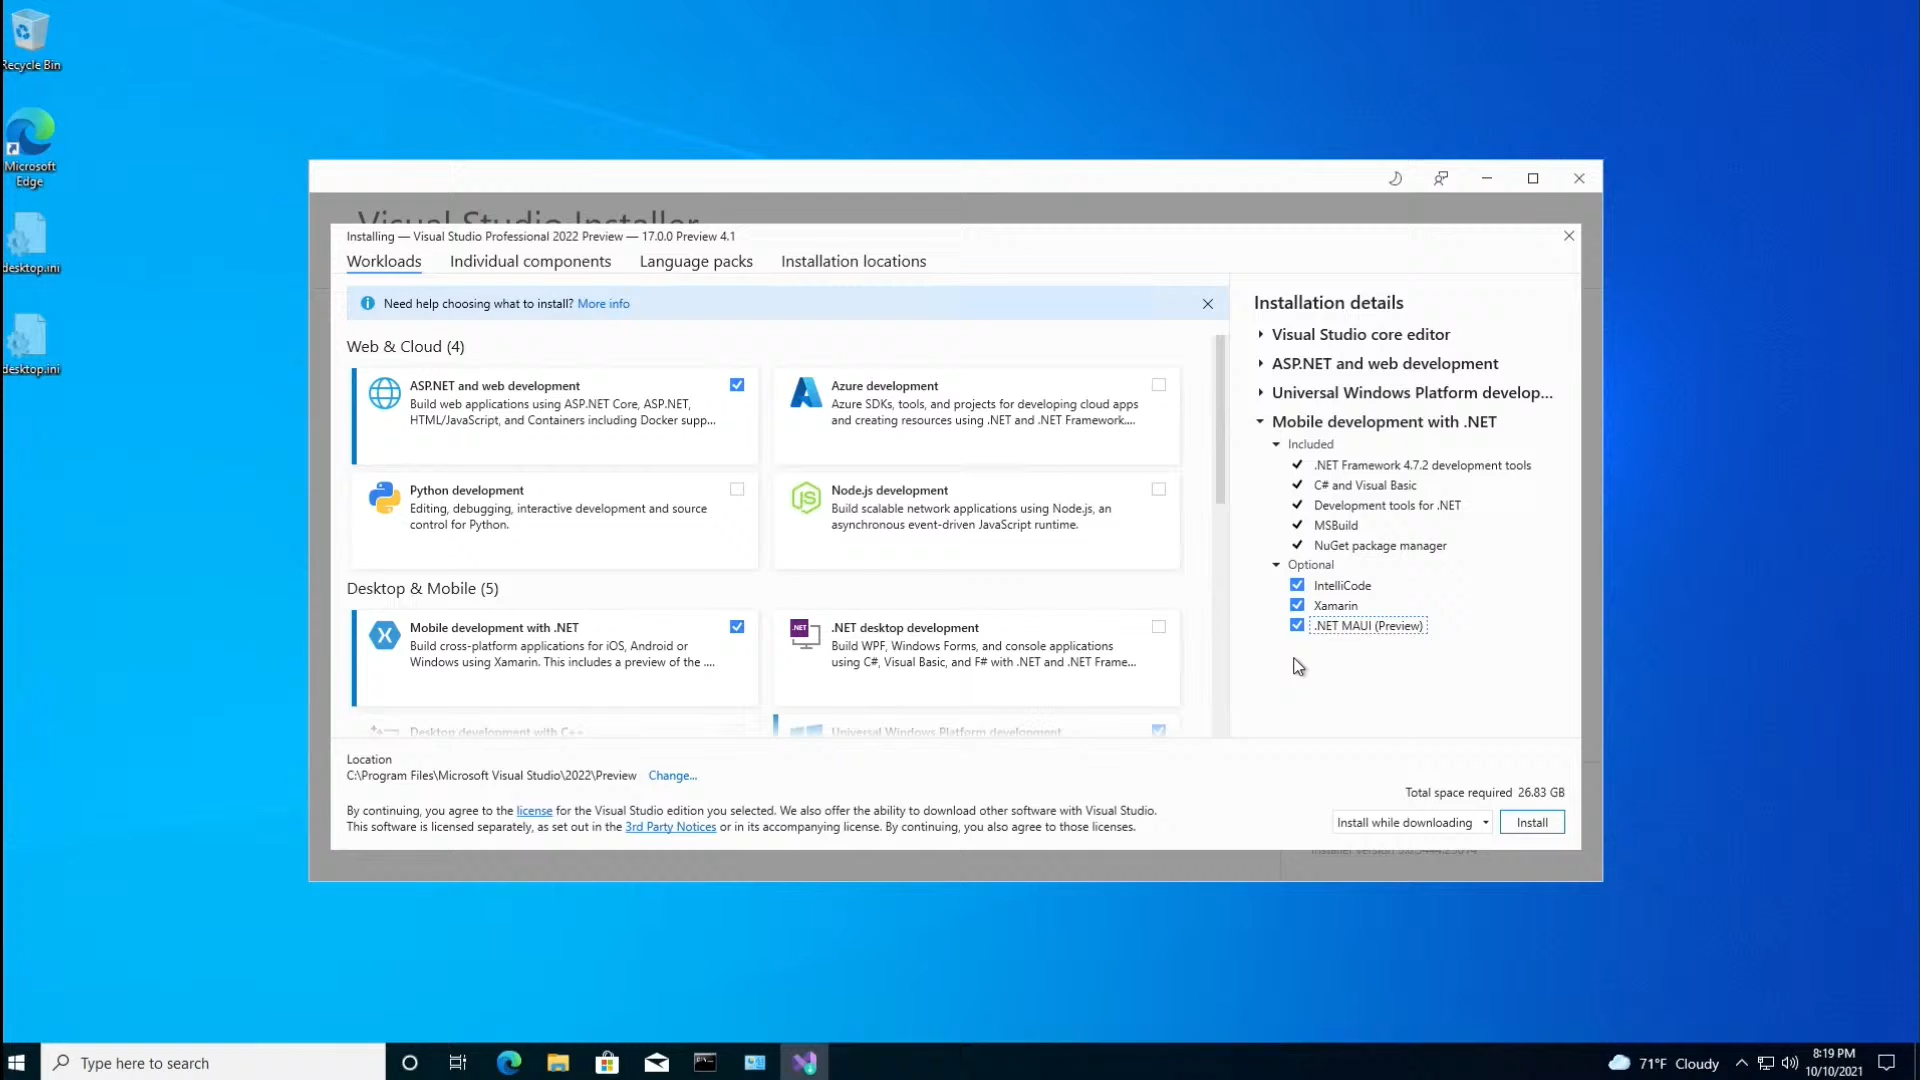 Recycle Bin
Microsoft
Edge
desktop.ini
desktop.ini
Visual Studio Installer
Installing — Visual Studio Professional 2022 Preview — 17.0.0 Preview 4.1
Workloads
Individual components
Language packs
Installation locations
Need help choosing what to install? More info
Web & Cloud (4)
ASP.NET and web development
Build web applications using ASP.NET Core, ASP.NET,
HTML/JavaScript, and Containers including Docker supp...
Azure development
Azure SDKs, tools, and projects for developing cloud apps
and creating resources using .NET and .NET Framework....
Python development
Editing, debugging, interactive development and source
control for Python.
Node.js development
Build scalable network applications using Node.js, an
asynchronous event-driven JavaScript runtime.
Desktop & Mobile (5)
Mobile development with .NET
Build cross-platform applications for iOS, Android or
Windows using Xamarin. This includes a preview of the ....
.NET desktop development
Build WPF, Windows Forms, and console applications
using C#, Visual Basic, and F# with .NET and .NET Frame...
Desktop development with C++
Universal Windows Platform development
Installation details
Visual Studio core editor
ASP.NET and web development
Universal Windows Platform develop...
Mobile development with .NET
Included
.NET Framework 4.7.2 development tools
C# and Visual Basic
Development tools for .NET
MSBuild
NuGet package manager
Optional
IntelliCode
Xamarin
.NET MAUI (Preview)
Location
C:\Program Files\Microsoft Visual Studio\2022\Preview Change...
By continuing, you agree to the license for the Visual Studio edition you selected. We also offer the ability to download other software with Visual Studio.
This software is licensed separately, as set out in the 3rd Party Notices or in its accompanying license. By continuing, you also agree to those licenses.
Total space required 26.83 GB
Install while downloading
Install
Type here to search
71°F Cloudy
8:19 PM
10/10/2021